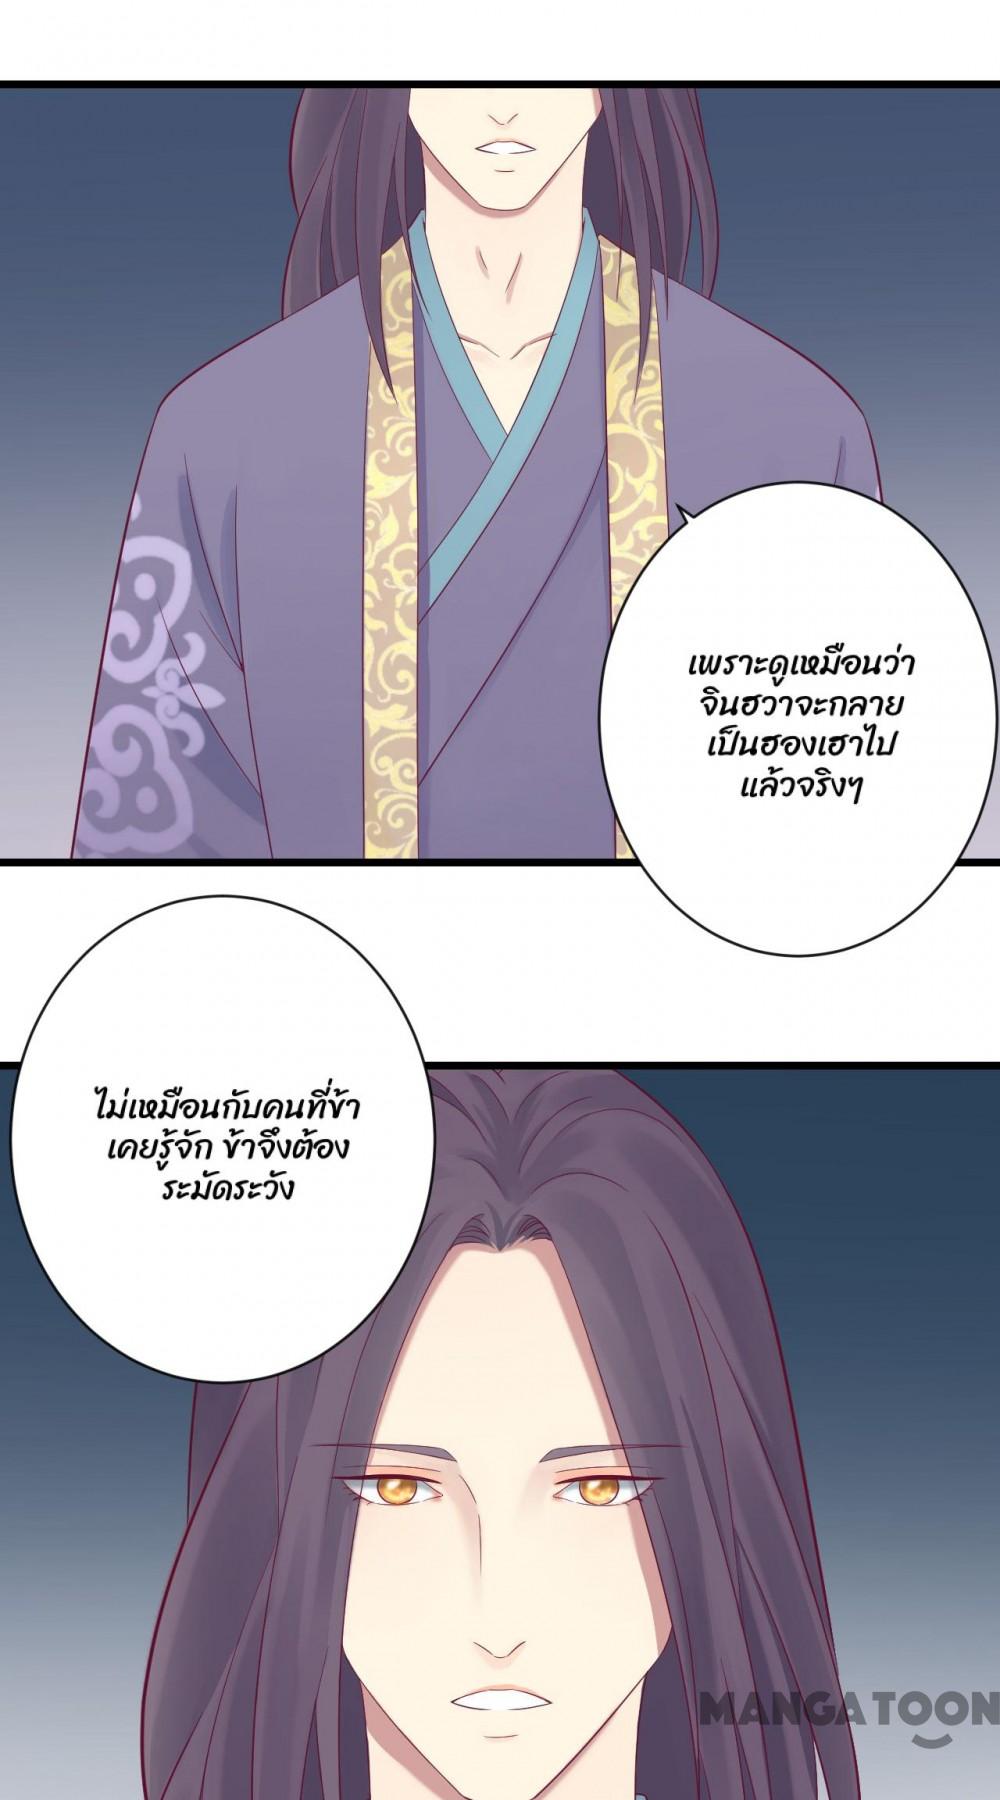 เพราะดูเหมือนว่า
จินฮวาจะกลาย
เป็นฮองเฮาไป
แล้วจริงๆ
ไม่เหมือนกับคนที่ข้า
เคยรู้จัก ข้าจึงต้อง
ระมัดระวัง
MANGATOON